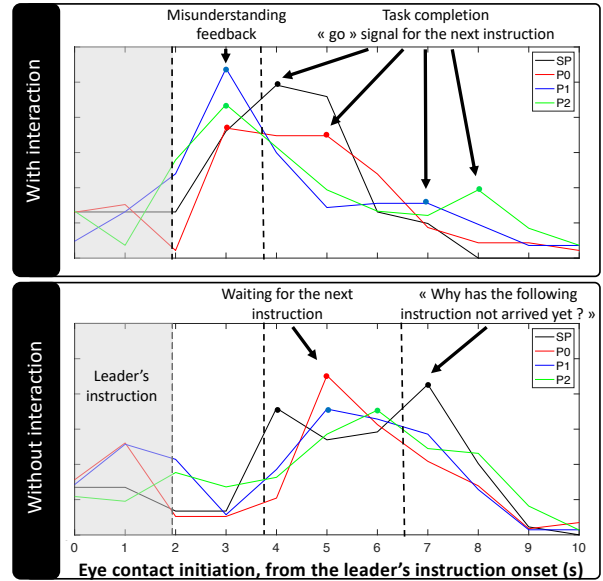 Misunderstanding
feedback
Task completion
« go » signal for the next instruction
With interaction
SP
P0
P1
P2
Waiting for the next
instruction
« Why has the following
instruction not arrived yet ? »
Without interaction
Leader's
instruction
SP
P0
P1
P2
0 1 2 3 4 5 6 7 8 9 10
Eye contact initiation, from the leader's instruction onset (s)